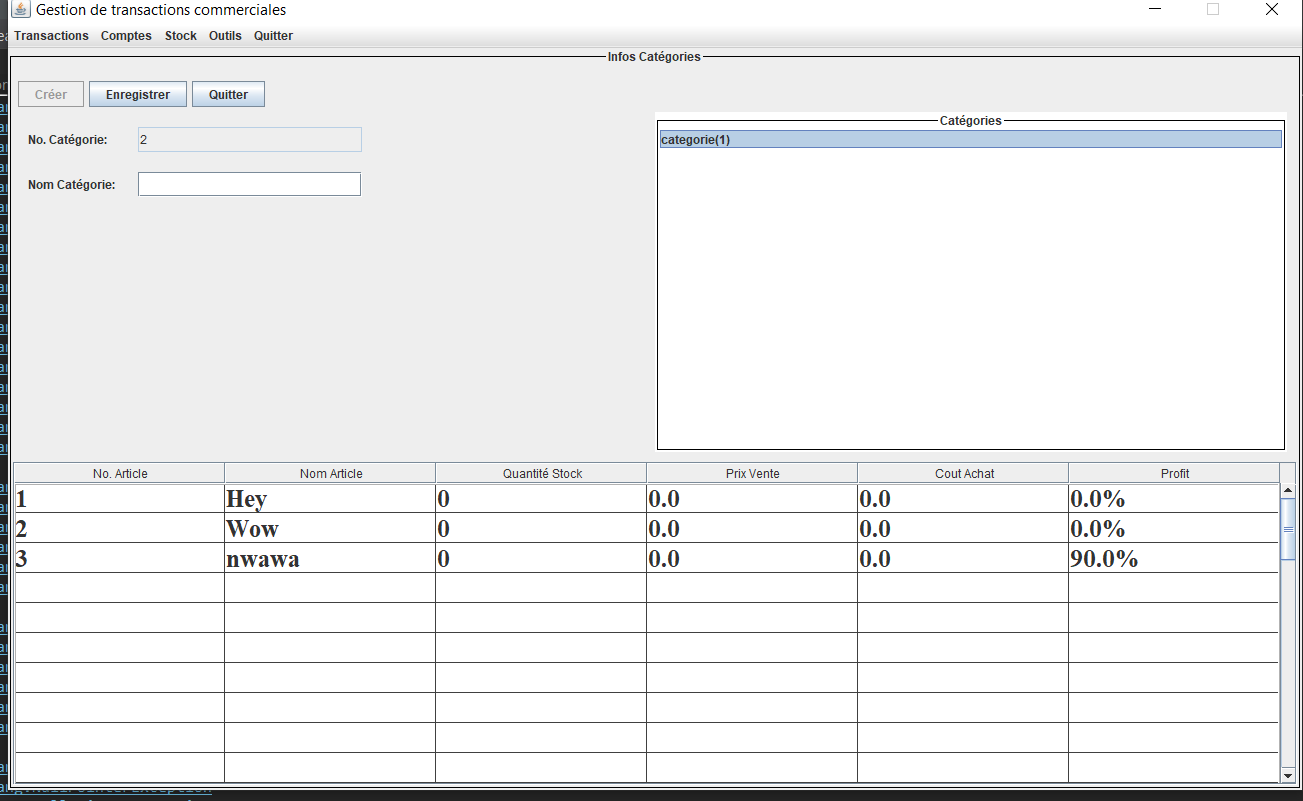 Gestion de transactions commerciales
Transactions Comptes Stock Outils Quitter
Infos Catégories
Créer Enregistrer Quitter
No. Catégorie: 2
Nom Catégorie:
Catégories
categorie(1)
No. Article Nom Article Quantité Stock Prix Vente Cout Achat Profit
1 Hey 0 0.0 0.0 0.0%
2 Wow 0 0.0 0.0 0.0%
3 nwawa 0 0.0 0.0 90.0%